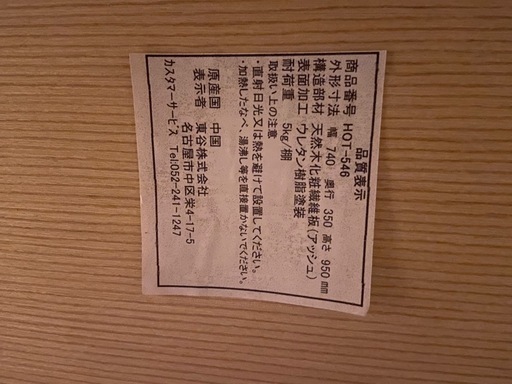 品質表示
商品番号 HOT-546
外形寸法 幅 740 奥行 350 高さ 950 mm
構造部材 天然木化粧繊維板(アッシュ)
表面加工 ウレタン樹脂塗装
耐荷重 5kg/棚
取扱い上の注意
・直射日光又は熱を避けて設置してください。
・加熱したなべ、湯沸し等を直接置かないでください。
原産国 中国
表示者 東谷株式会社
名古屋市中区栄4-17-5
カスタマーサービス Tel:052-241-1247